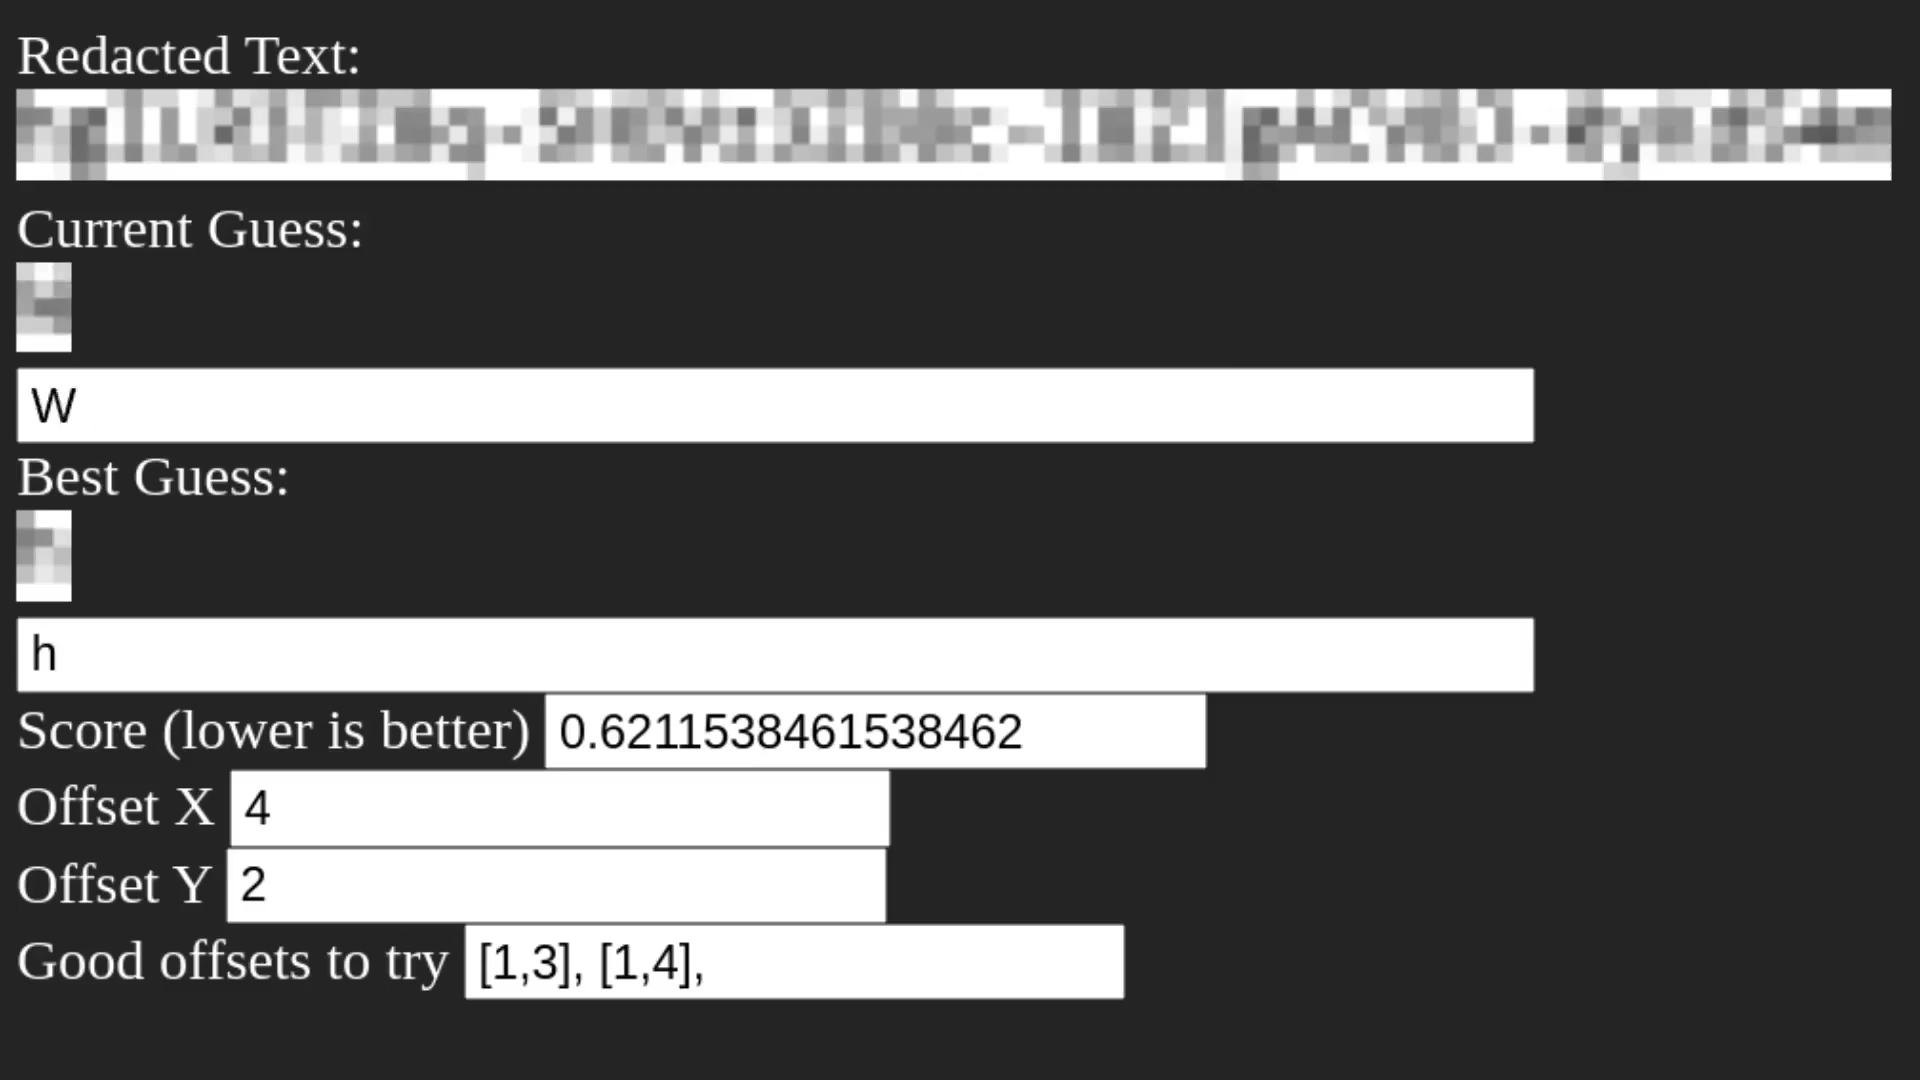 Redacted Text:
Current Guess:
W
Best Guess:
h
Score (lower is better) 0.6211538461538462
Offset X 4
Offset Y 2
Good offsets to try [1,3], [1,4],